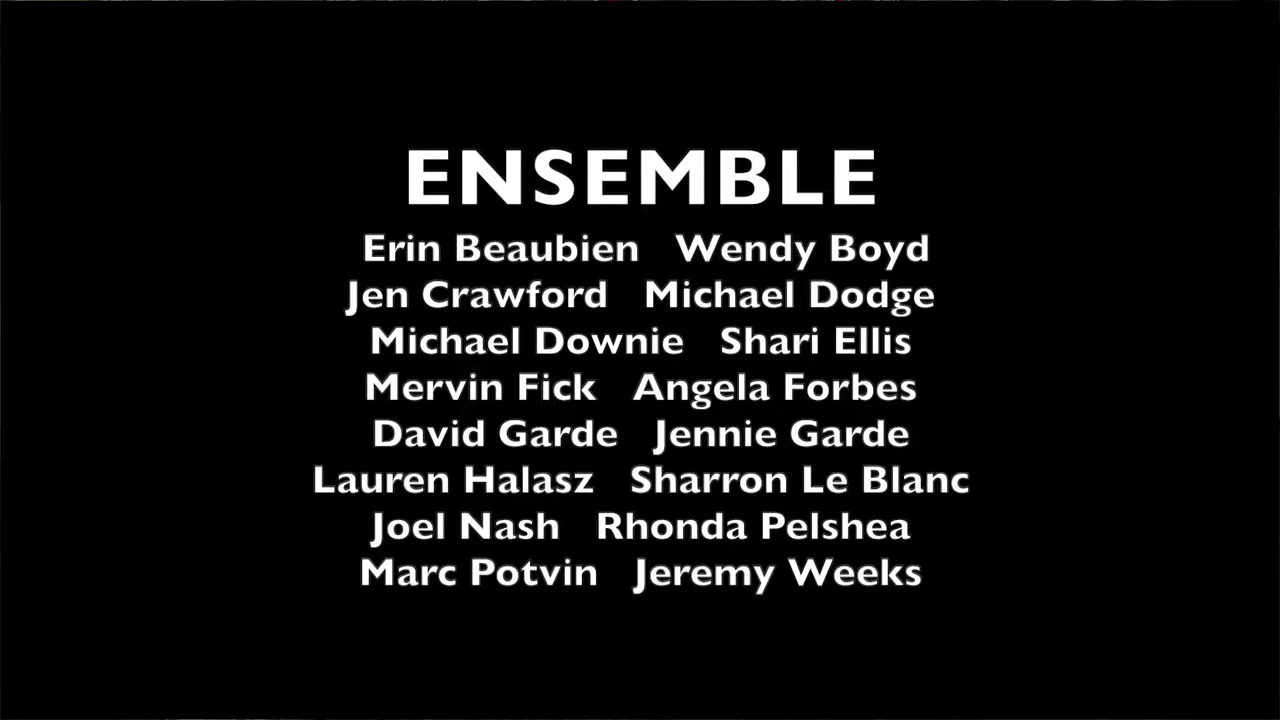 ENSEMBLE
Erin Beaubien Wendy Boyd
Jen Crawford Michael Dodge
Michael Downie Shari Ellis
Mervin Fick Angela Forbes
David Garde Jennie Garde
Lauren Halasz Sharron Le Blanc
Joel Nash Rhonda Pelshea
Marc Potvin Jeremy Weeks